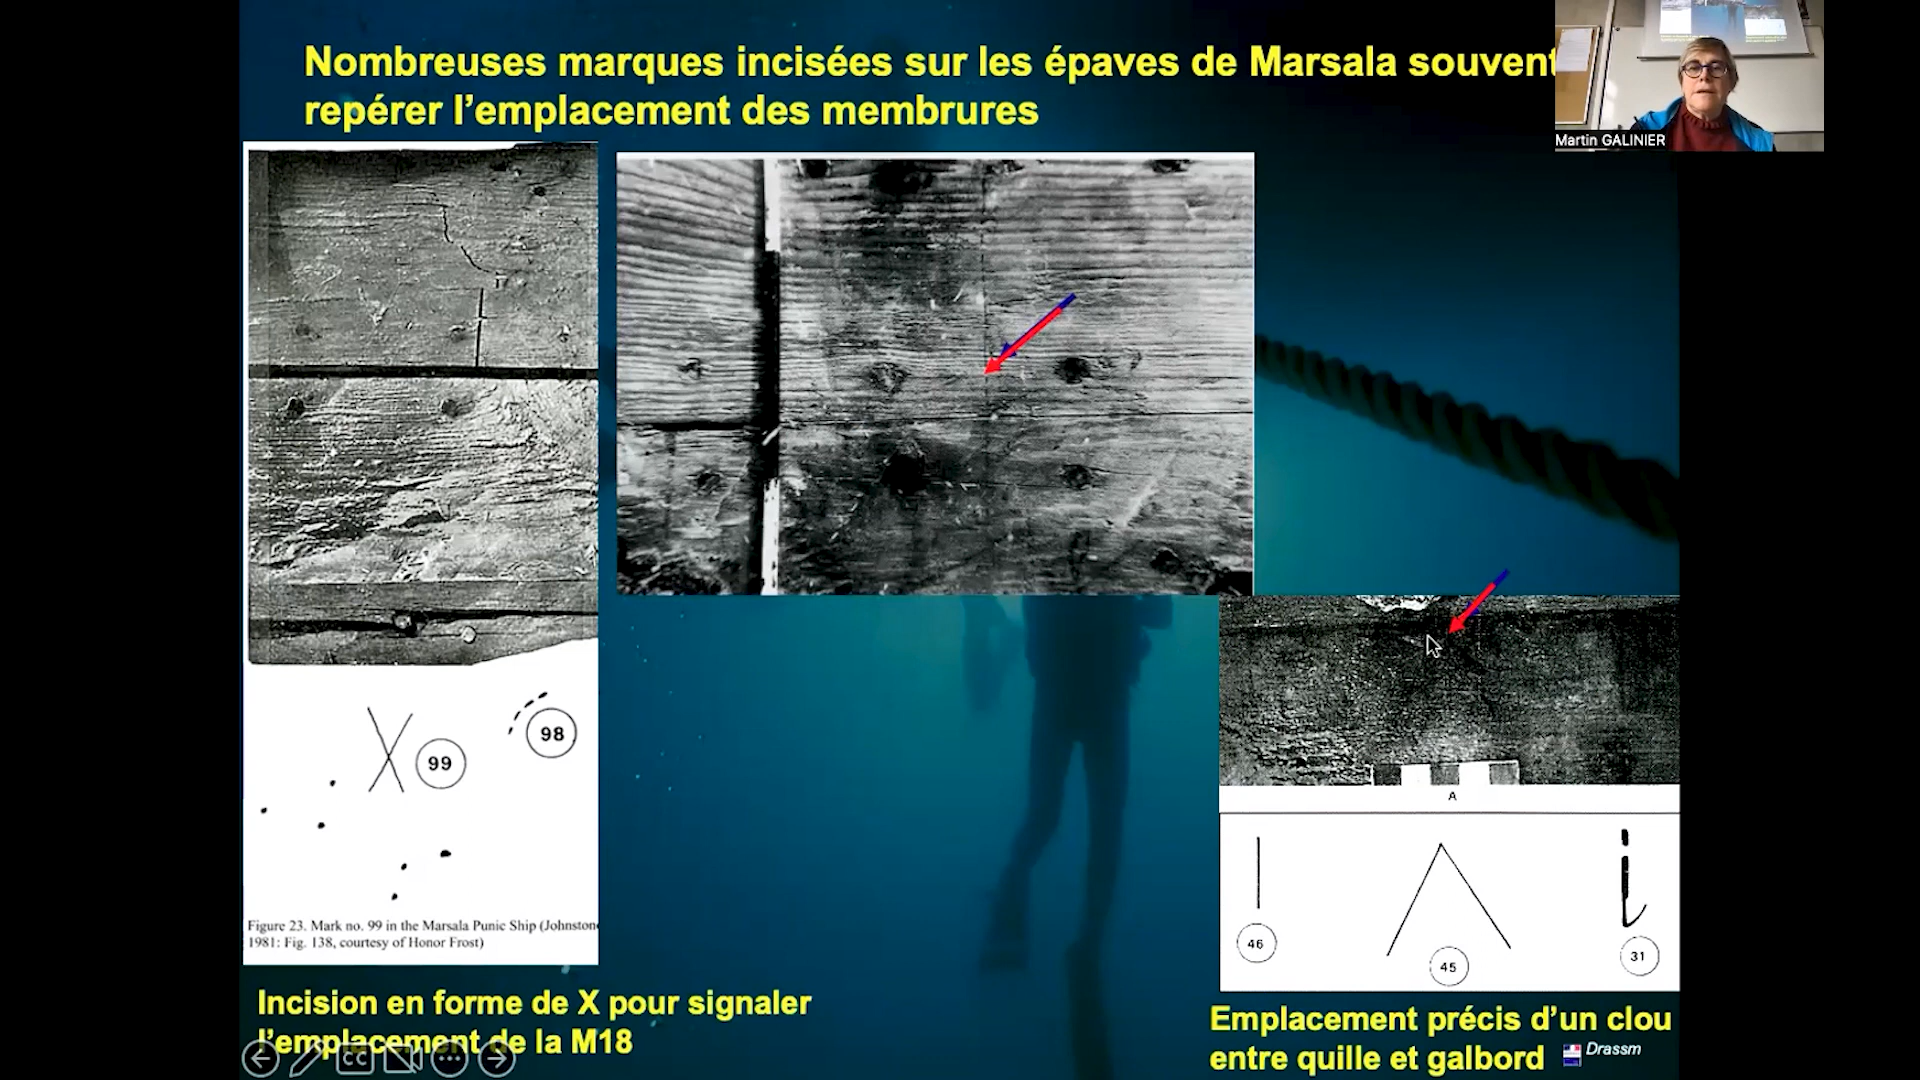 Nombreuses marques incisées sur les épaves de Marsala souvent
repérer l’emplacement des membrures
Martin GALINIER
99
98
Figure 23. Mark no. 99 in the Marsala Punic Ship (Johnston
1981: Fig. 138, courtesy of Honor Frost)
A
46
45
31
Incision en forme de X pour signaler
l’emplacement de la M18
CC
Emplacement précis d’un clou
entre quille et galbord
Drassm